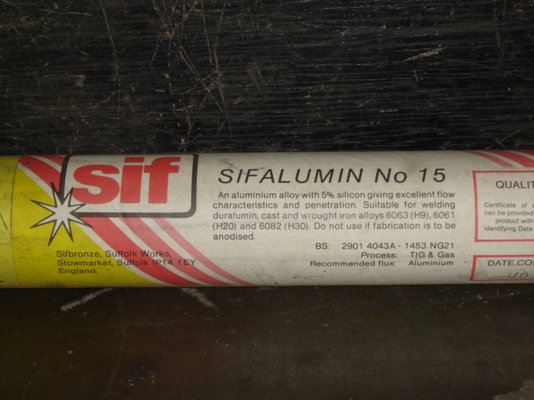 sif
SIFALUMIN No 15
An aluminium alloy with 5% silicon giving excellent flow
characteristics and penetration. Suitable for welding
duralumin, cast and wrought iron alloys 6063 (H9), 6061
(H20) and 6082 (H30). Do not use if fabrication is to be
anodised.
BS: 2901 4043A - 1453 NG21
Process: TIG & Gas
Recommended flux: Aluminium
Sifbronze, Suffolk Works,
Stowmarket, Suffolk IP14 1EY
England.
QUALIT
Certificate of a
can be provided
product with
identifying Date
DATE.COD